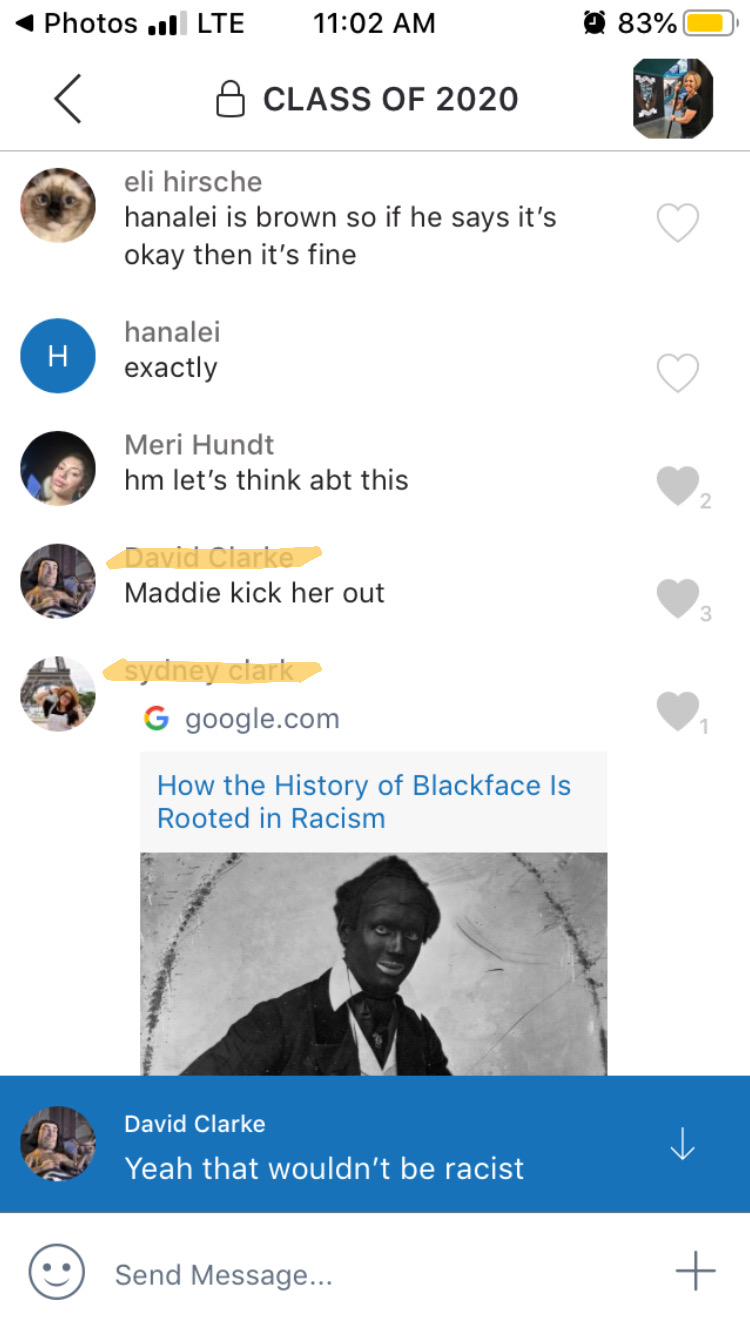 Photos LTE 11:02 AM 83%
CLASS OF 2020
eli hirsche
hanalei is brown so if he says it’s
okay then it’s fine
H
hanalei
exactly
Meri Hundt
hm let’s think abt this
2
David Clarke
Maddie kick her out
3
sydney clark
G google.com
1
How the History of Blackface Is
Rooted in Racism
David Clarke
Yeah that wouldn’t be racist
Send Message...